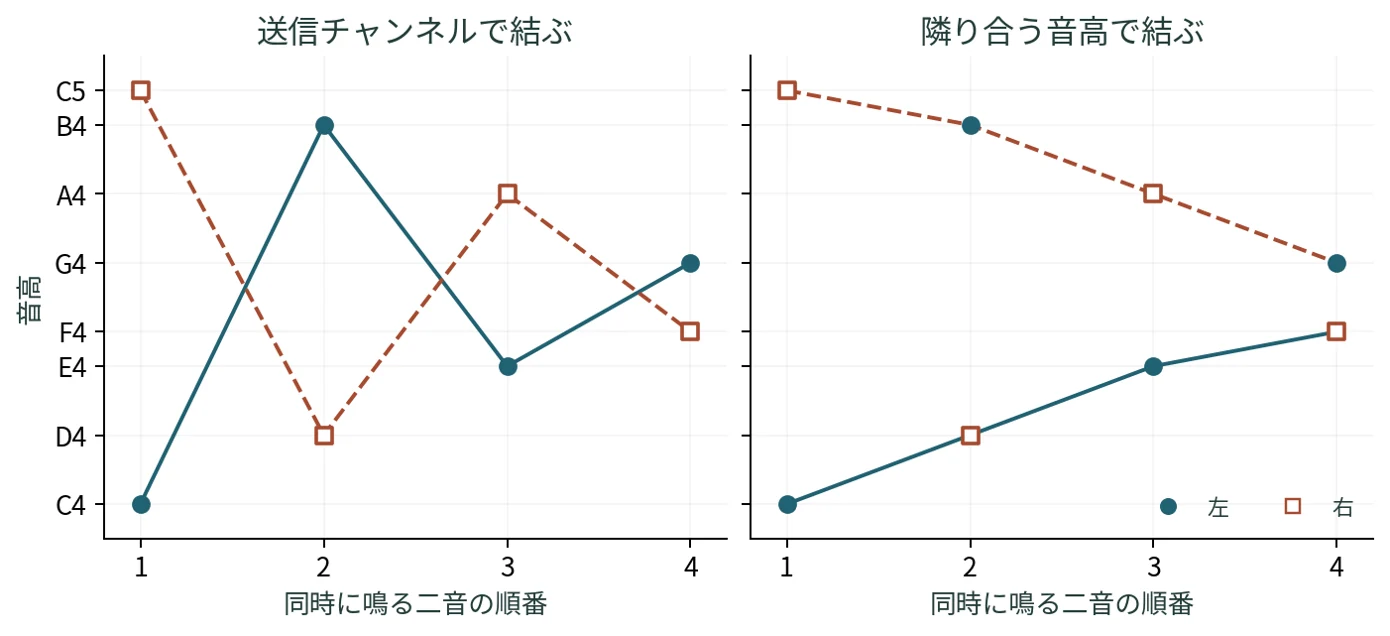 送信チャンネルで結ぶ
隣り合う音高で結ぶ
音高
C5
B4
A4
G4
F4
E4
D4
C4
1 2 3 4
1 2 3 4
左 右
同時に鳴る二音の順番
同時に鳴る二音の順番